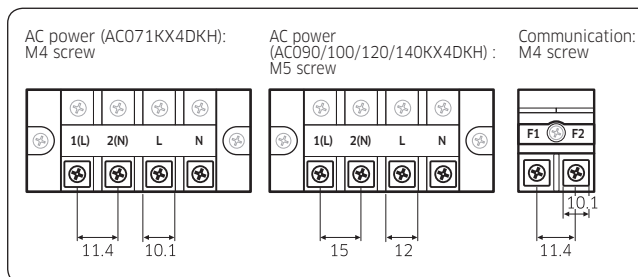 AC power (AC071KX4DKH):
M4 screw
AC power
(AC090/100/120/140KX4DKH) :
M5 screw
Communication:
M4 screw
1(L) 2(N) L N
1(L) 2(N) L N
F1 F2
11.4 10.1
15 12
10.1
11.4